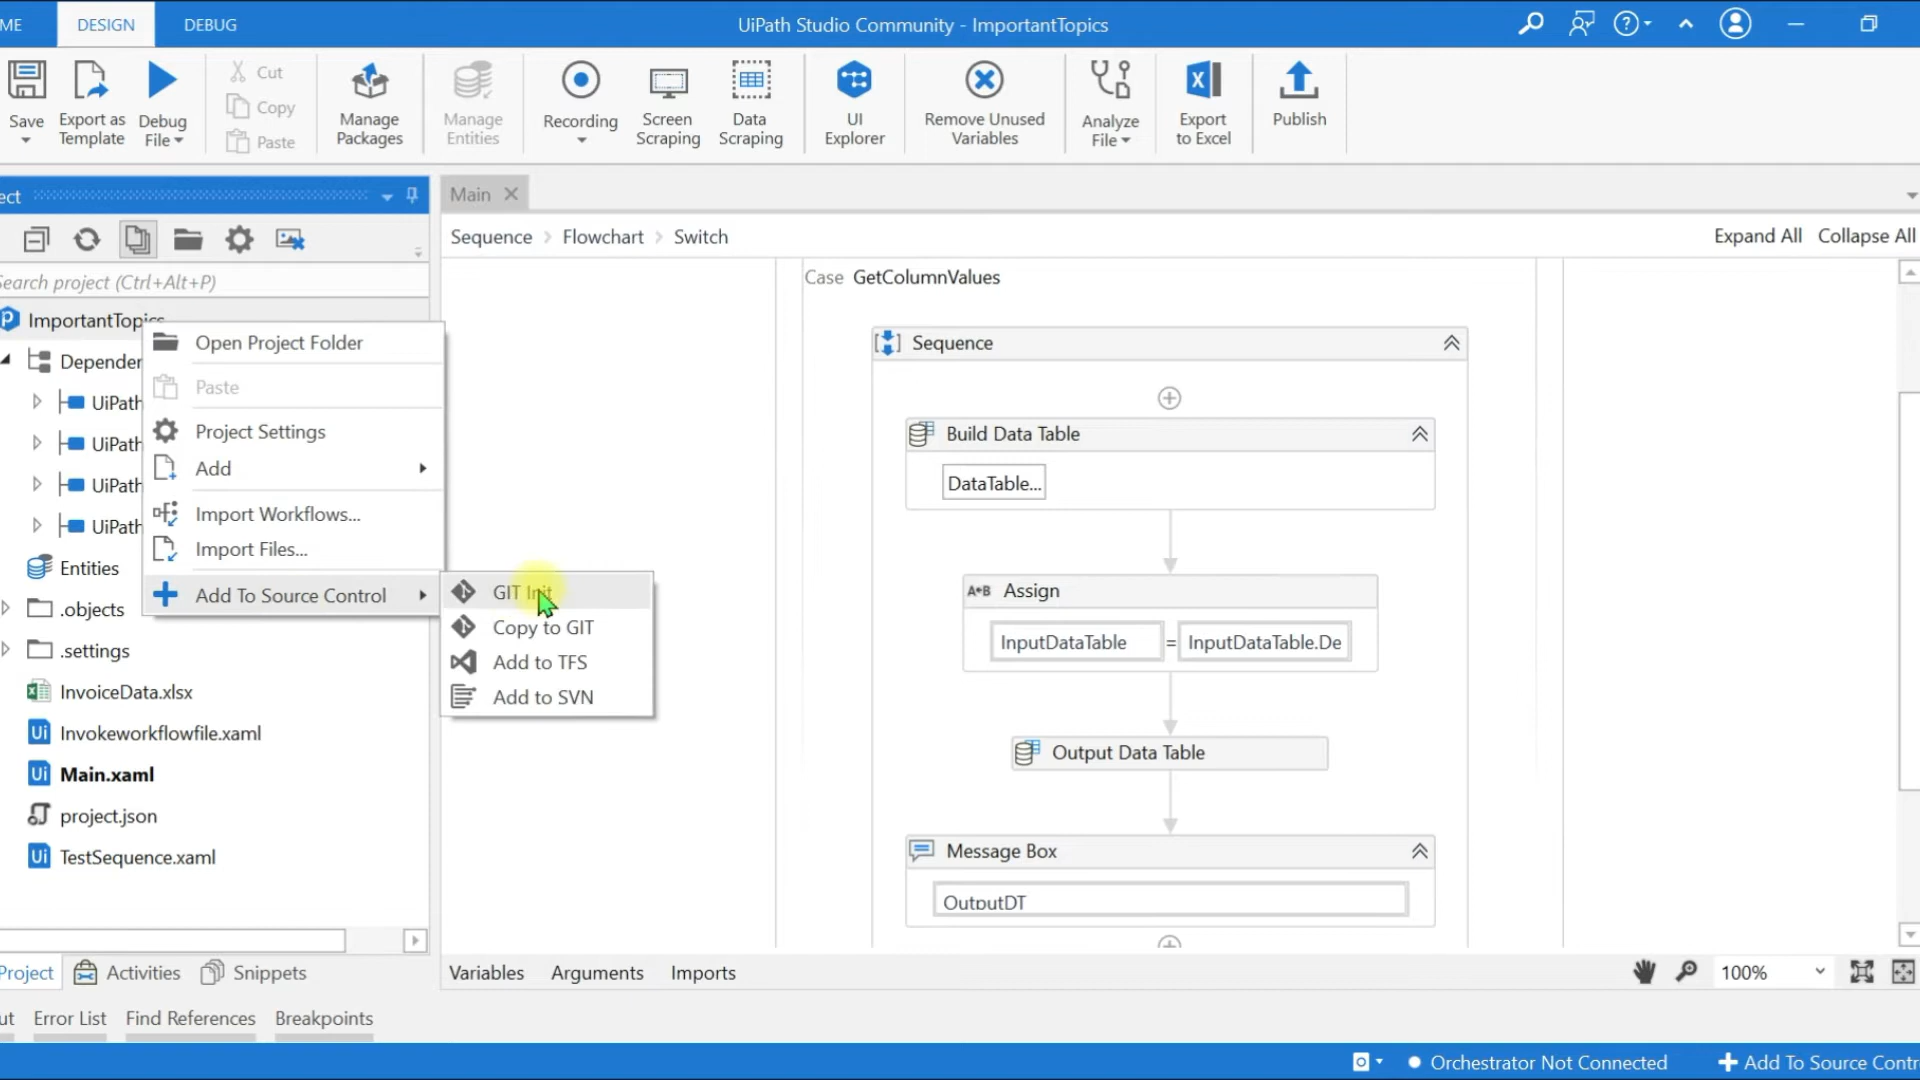 ME
DESIGN
DEBUG
UiPath Studio Community - ImportantTopics
Save
Export as Template
Debug File
Cut
Copy
Paste
Manage Packages
Manage Entities
Recording
Screen Scraping
Data Scraping
UI Explorer
Remove Unused Variables
Analyze File
Export to Excel
Publish
ect
Main
Sequence > Flowchart > Switch
Expand All
Collapse All
Search project (Ctrl+Alt+P)
ImportantTopics
Depender
UiPath
UiPath
UiPath
UiPath
Entities
.objects
.settings
InvoiceData.xlsx
Invokeworkflowfile.xaml
Main.xaml
project.json
TestSequence.xaml
Open Project Folder
Paste
Project Settings
Add
Import Workflows...
Import Files...
Add To Source Control
GIT Init
Copy to GIT
Add to TFS
Add to SVN
Case GetColumnValues
Sequence
Build Data Table
DataTable...
A*B Assign
InputDataTable = InputDataTable.De
Output Data Table
Message Box
OutputDT
Project
Activities
Snippets
Variables
Arguments
Imports
100%
ut
Error List
Find References
Breakpoints
Orchestrator Not Connected
Add To Source Contr